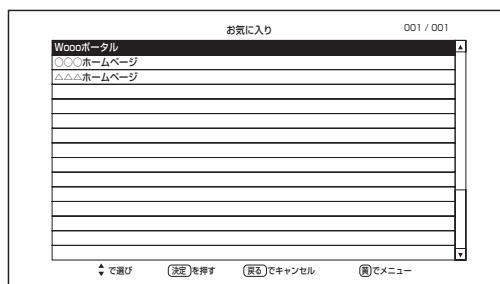 お気に入り 001 / 001
Woooポータル
○○○ホームページ
△△△ホームページ
で選び 決定を押す 戻るでキャンセル 黄でメニュー